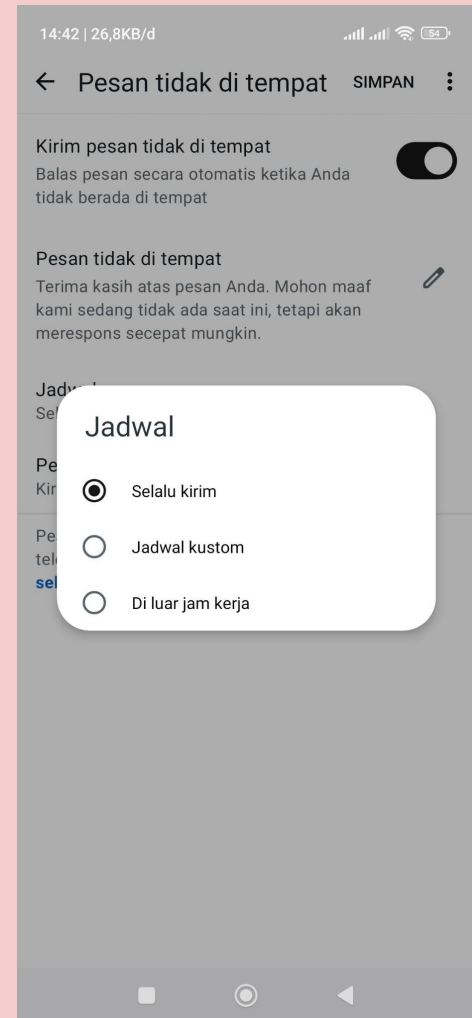 14:42 | 26,8KB/d
54
Pesan tidak di tempat SIMPAN
Kirim pesan tidak di tempat
Balas pesan secara otomatis ketika Anda
tidak berada di tempat
Pesan tidak di tempat
Terima kasih atas pesan Anda. Mohon maaf
kami sedang tidak ada saat ini, tetapi akan
merespons secepat mungkin.
Jadwal
Jadwal
Selalu kirim
Jadwal kustom
Di luar jam kerja